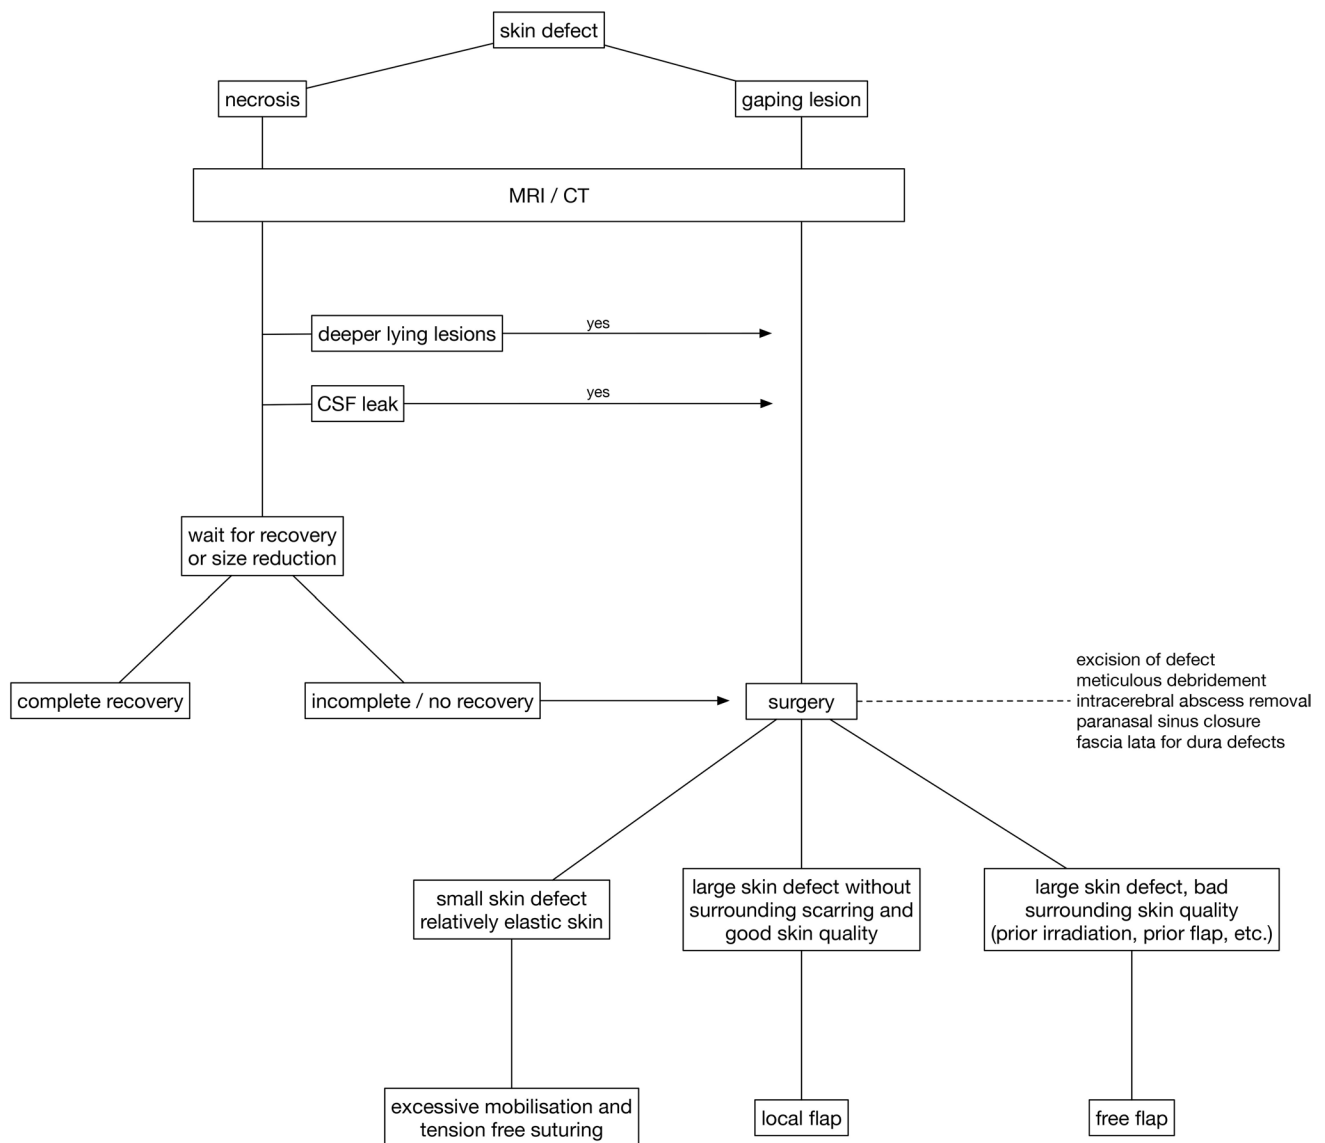 skin defect
necrosis
gaping lesion
MRI / CT
deeper lying lesions
yes
CSF leak
yes
wait for recovery
or size reduction
complete recovery
incomplete / no recovery
surgery
excision of defect
meticulous debridement
intracerebral abscess removal
paranasal sinus closure
fascia lata for dura defects
small skin defect
relatively elastic skin
large skin defect without
surrounding scarring and
good skin quality
large skin defect, bad
surrounding skin quality
(prior irradiation, prior flap, etc.)
excessive mobilisation and
tension free suturing
local flap
free flap